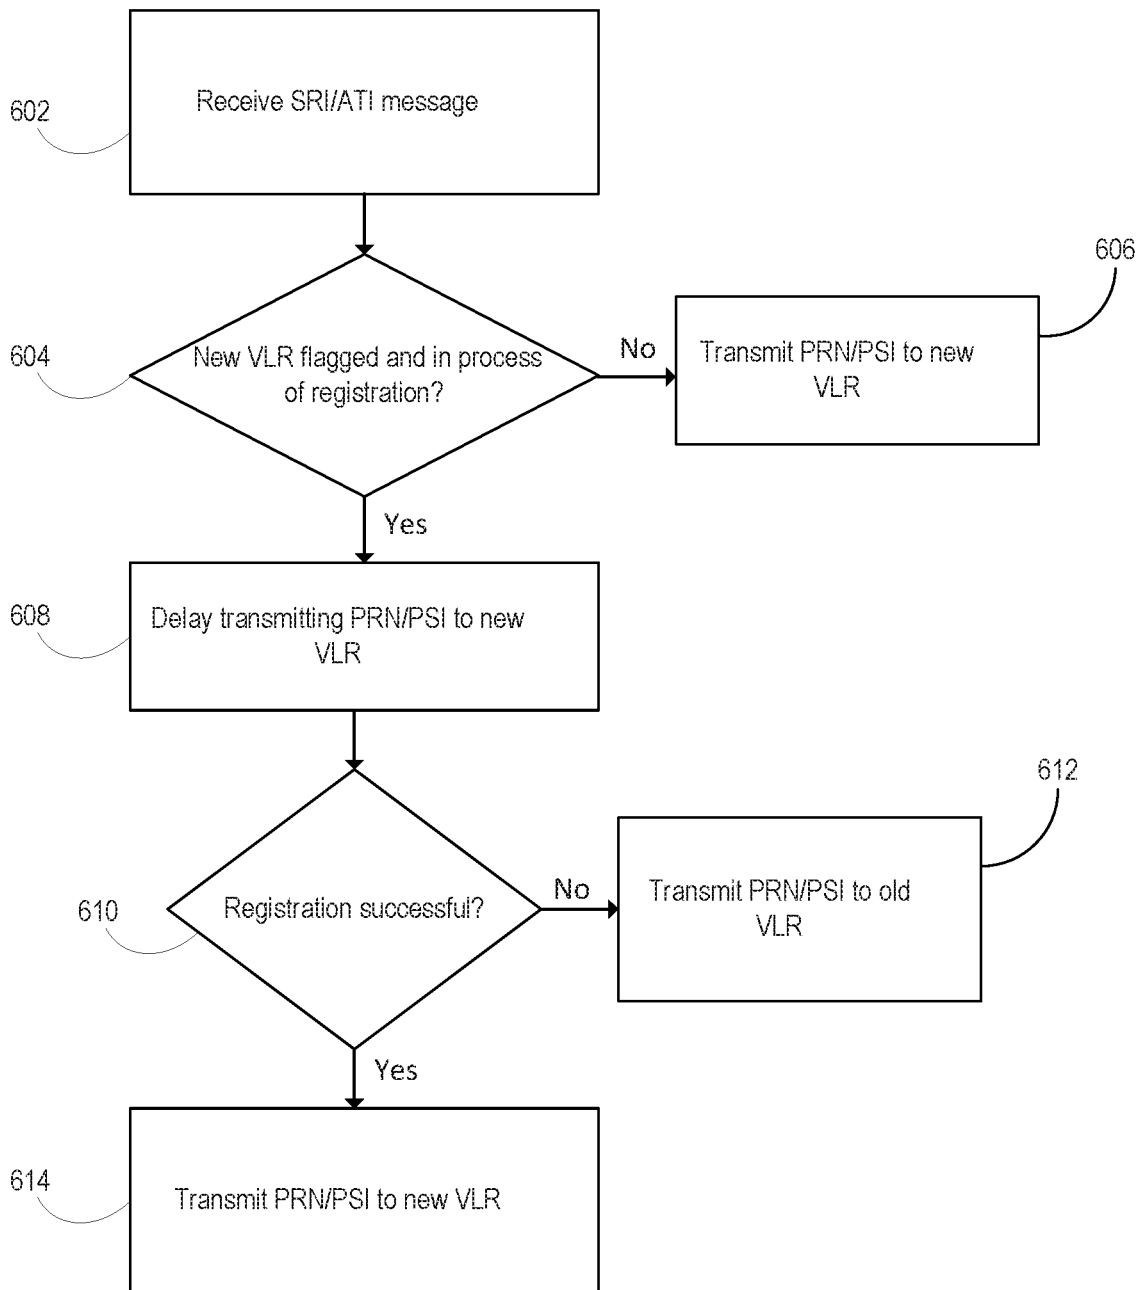 602
Receive SRI/ATI message
606
604
New VLR flagged and in process
of registration?
No
Transmit PRN/PSI to new
VLR
Yes
608
Delay transmitting PRN/PSI to new
VLR
612
610
Registration successful?
No
Transmit PRN/PSI to old
VLR
Yes
614
Transmit PRN/PSI to new VLR